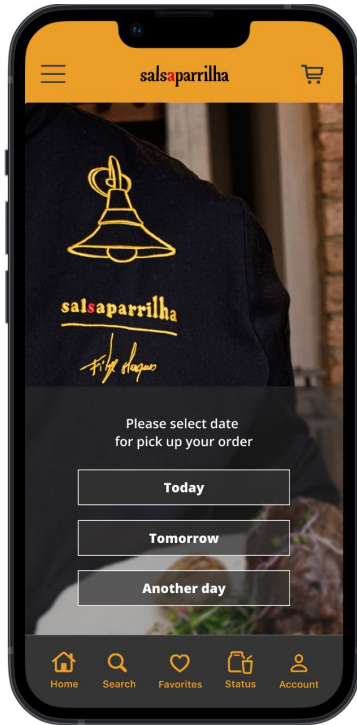 salsaparrilha
salsaparrilha
Please select date
for pick up your order
Today
Tomorrow
Another day
Home Search Favorites Status Account